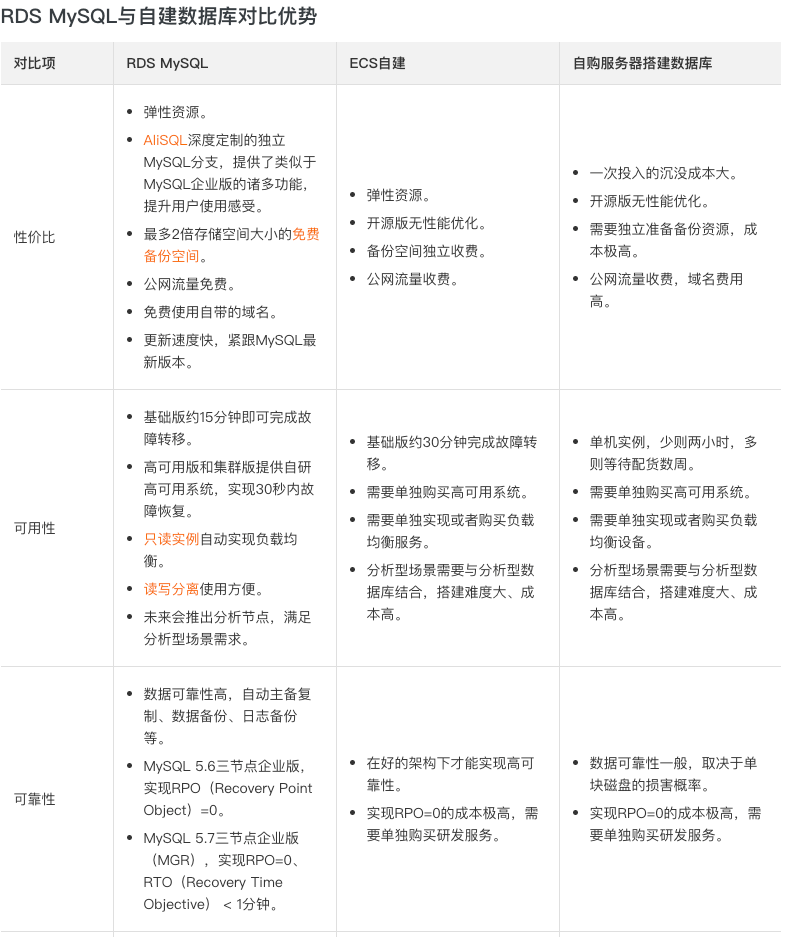 RDS MySQL与自建数据库对比优势
对比项
RDS MySQL
ECS自建
自购服务器搭建数据库
性价比
弹性资源。
AliSQL深度定制的独立
MySQL分支，提供了类似于
MySQL企业版的诸多功能，
提升用户使用感受。
最多2倍存储空间大小的免费
备份空间。
公网流量免费。
免费使用自带的域名。
更新速度快，紧跟MySQL最
新版本。
弹性资源。
开源版无性能优化。
备份空间独立收费。
公网流量收费。
一次投入的沉没成本大。
开源版无性能优化。
需要独立准备备份资源，成
本极高。
公网流量收费，域名费用
高。
可用性
基础版约15分钟即可完成故
障转移。
高可用版和集群版提供自研
高可用系统，实现30秒内故
障恢复。
只读实例自动实现负载均
衡。
读写分离使用方便。
未来会推出分析节点，满足
分析型场景需求。
基础版约30分钟完成故障转
移。
需要单独购买高可用系统。
需要单独实现或者购买负载
均衡服务。
分析型场景需要与分析型数
据库结合，搭建难度大、成
本高。
单机实例，少则两小时，多
则等待配货数周。
需要单独购买高可用系统。
需要单独实现或者购买负载
均衡设备。
分析型场景需要与分析型数
据库结合，搭建难度大、成
本高。
可靠性
数据可靠性高，自动主备复
制、数据备份、日志备份
等。
MySQL 5.6三节点企业版，
实现RPO（Recovery Point
Object）=0。
MySQL 5.7三节点企业版
（MGR），实现RPO=0、
RTO（Recovery Time
Objective） < 1分钟。
在好的架构下才能实现高可
靠性。
实现RPO=0的成本极高，需
要单独购买研发服务。
数据可靠性一般，取决于单
块磁盘的损害概率。
实现RPO=0的成本极高，需
要单独购买研发服务。